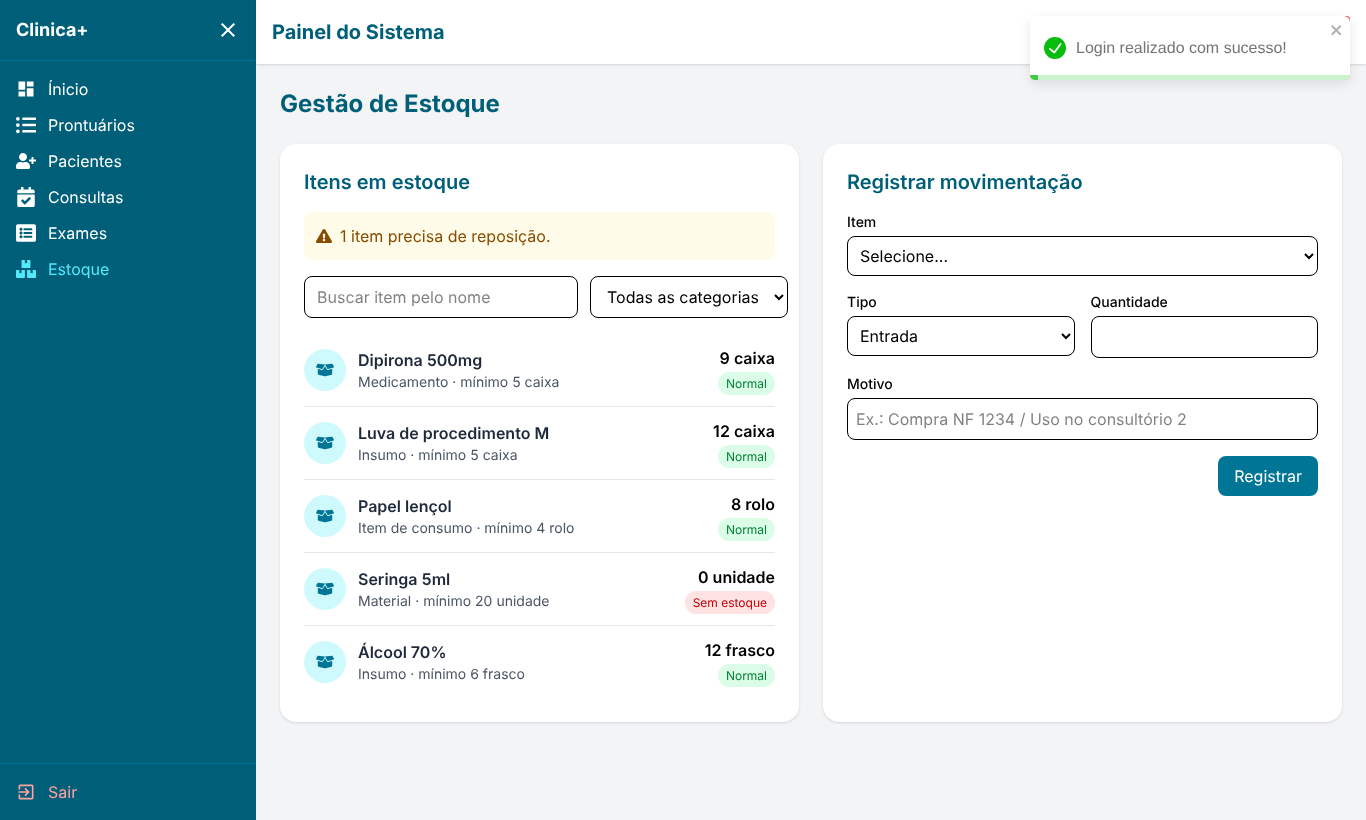 Clinica+
Ínicio
Prontuários
Pacientes
Consultas
Exames
Estoque
Sair
Painel do Sistema
Login realizado com sucesso!
Gestão de Estoque
Itens em estoque
1 item precisa de reposição.
Buscar item pelo nome
Todas as categorias
Dipirona 500mg
9 caixa
Medicamento · mínimo 5 caixa
Normal
Luva de procedimento M
12 caixa
Insumo · mínimo 5 caixa
Normal
Papel lençol
8 rolo
Item de consumo · mínimo 4 rolo
Normal
Seringa 5ml
0 unidade
Material · mínimo 20 unidade
Sem estoque
Álcool 70%
12 frasco
Insumo · mínimo 6 frasco
Normal
Registrar movimentação
Item
Selecione...
Tipo
Quantidade
Entrada
Motivo
Ex.: Compra NF 1234 / Uso no consultório 2
Registrar